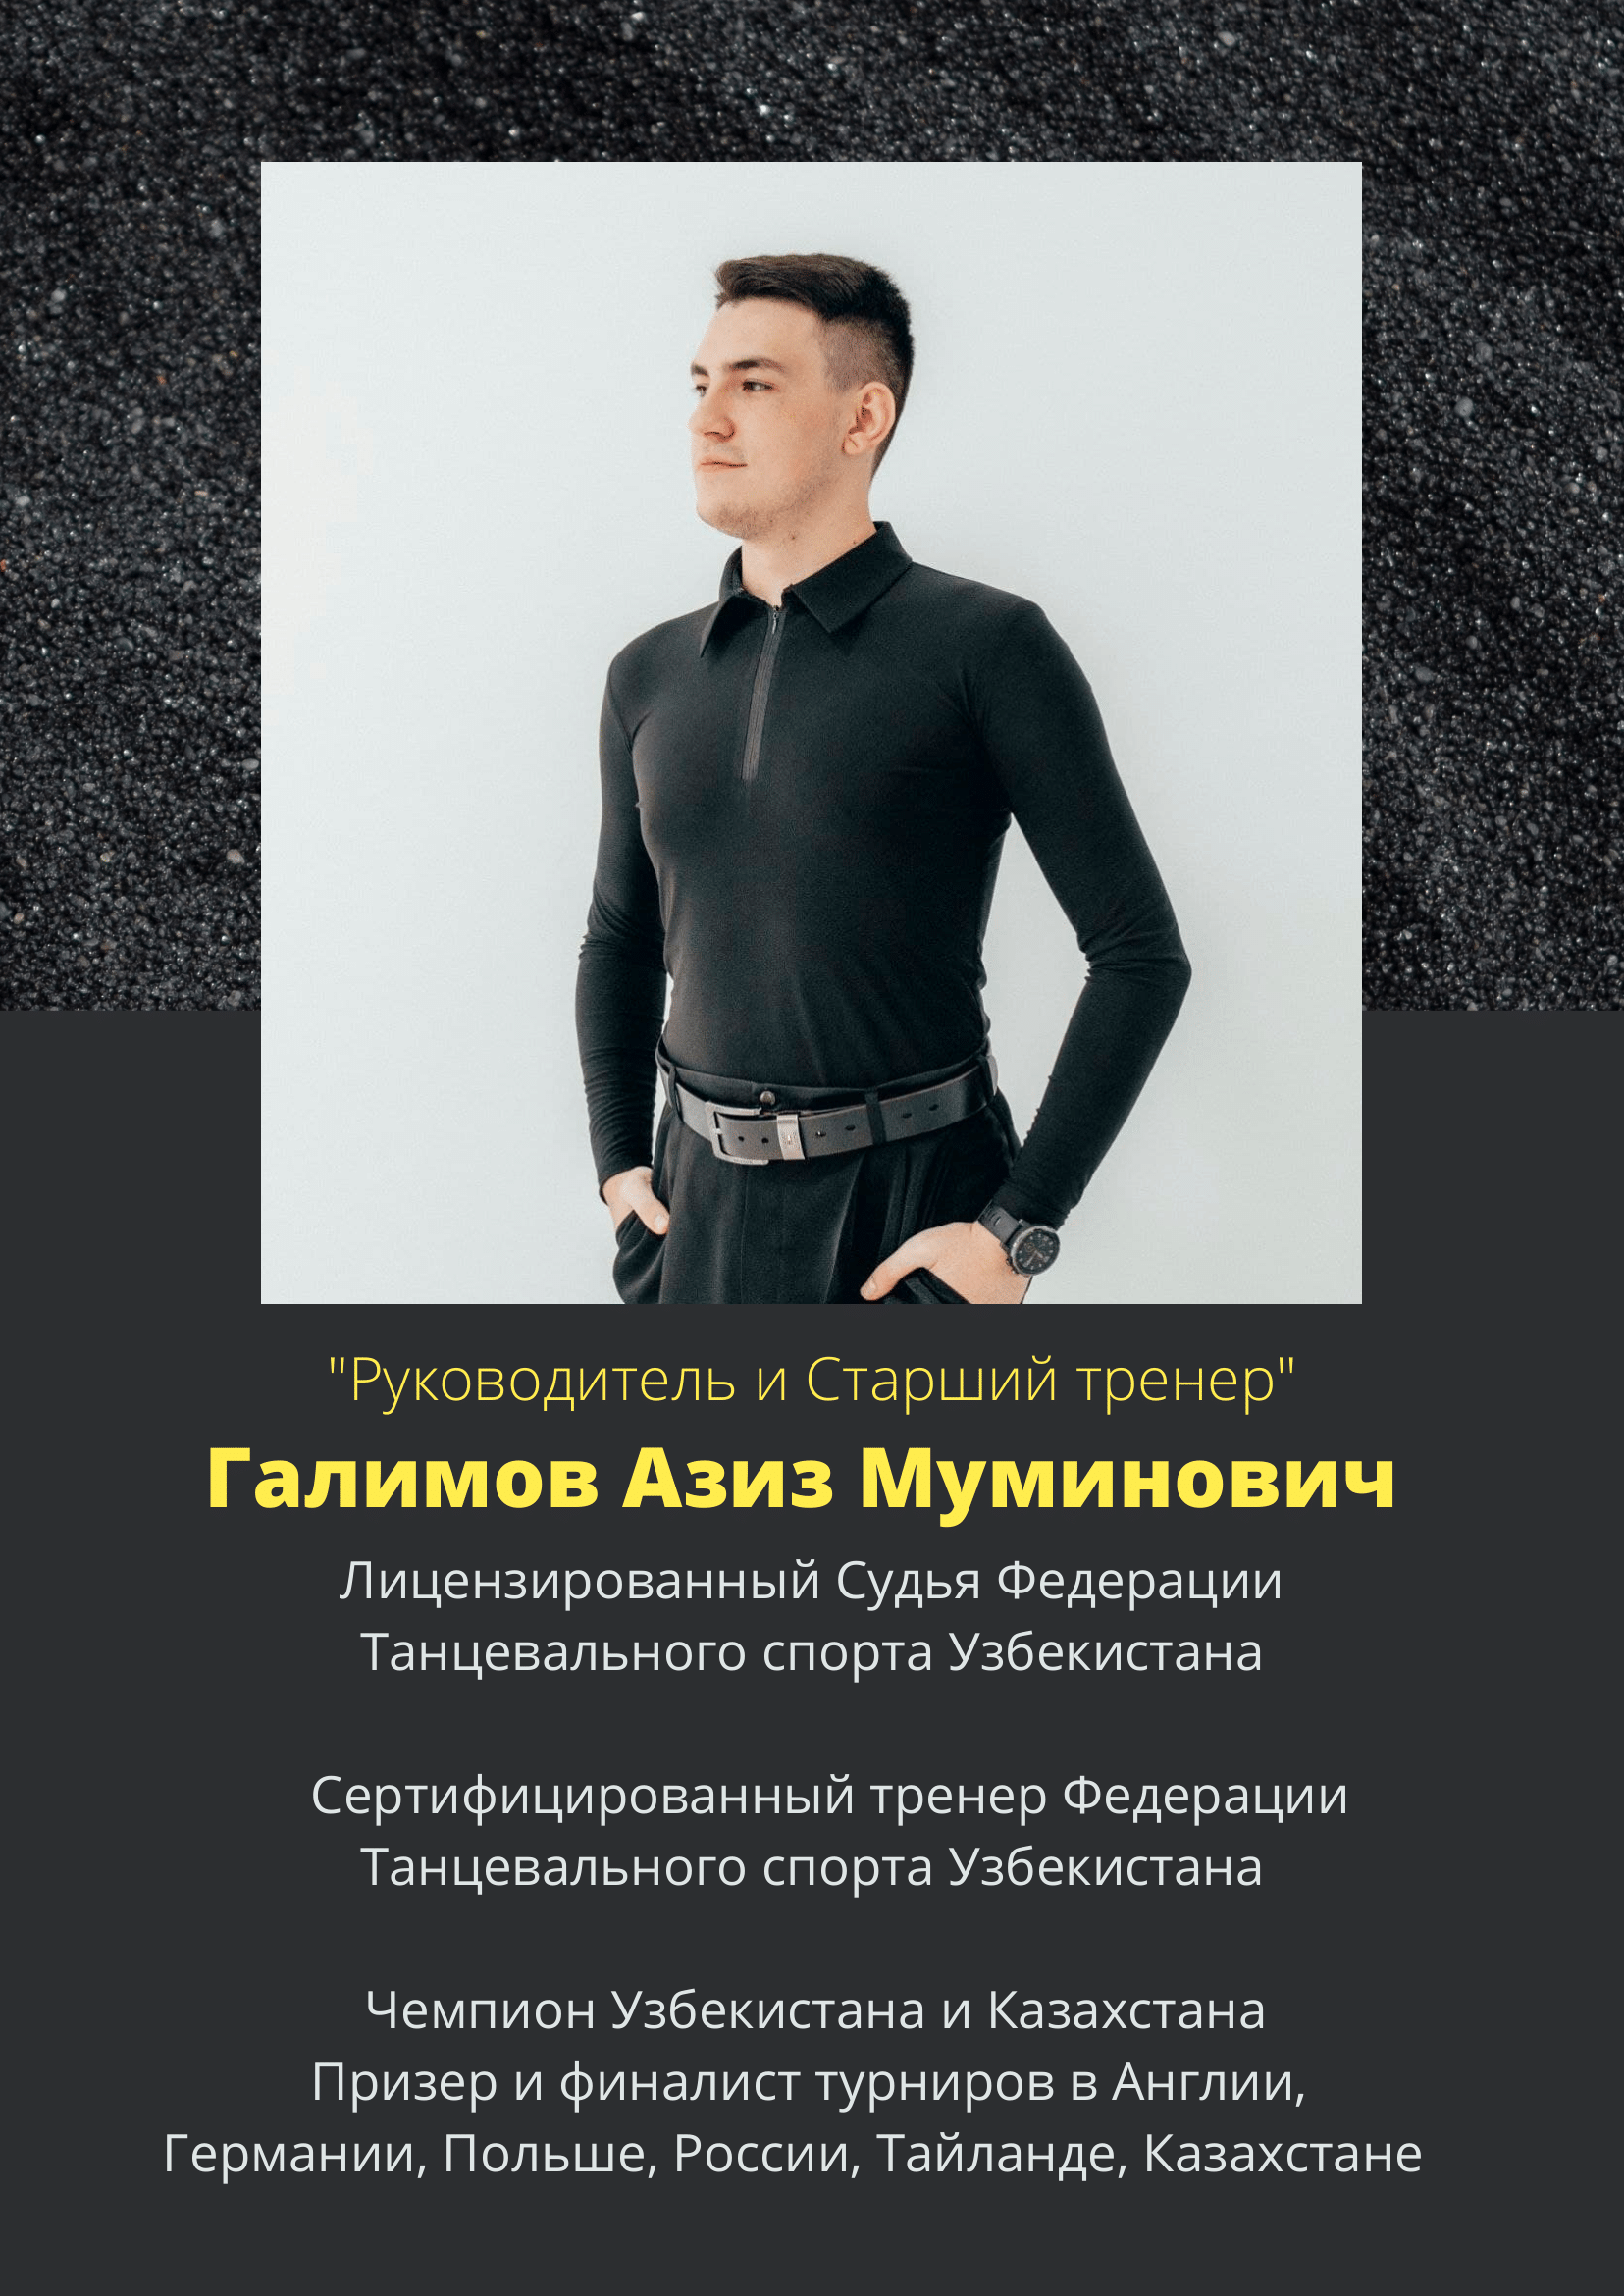 "Руководитель и Старший тренер"
Галимов Азиз Муминович
Лицензированный Судья Федерации
Танцевального спорта Узбекистана
Сертифицированный тренер Федерации
Танцевального спорта Узбекистана
Чемпион Узбекистана и Казахстана
Призер и финалист турниров в Англии,
Германии, Польше, России, Тайланде, Казахстане